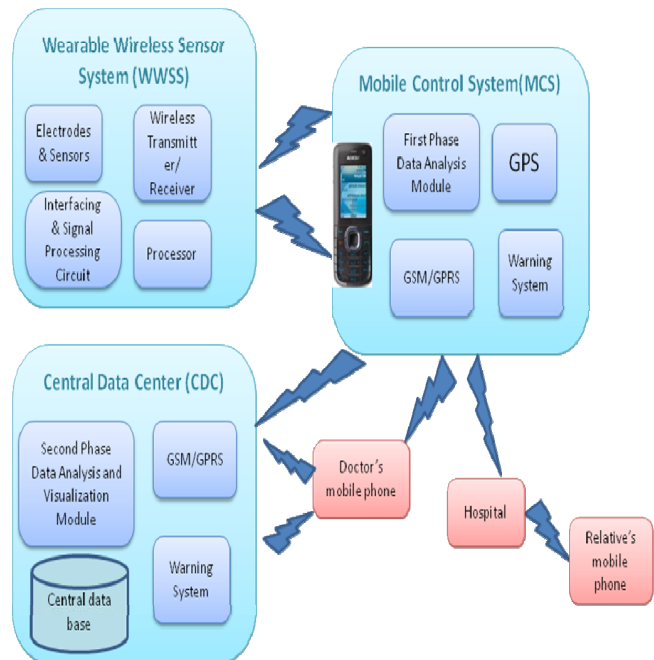 Wearable Wireless Sensor
System (WWSS)
Electrodes
& Sensors
Wireless
Transmitt
er/
Receiver
Interfacing
& Signal
Processing
Circuit
Processor
Mobile Control System(MCS)
First Phase
Data Analysis
Module
GPS
GSM/GPRS
Warning
System
Central Data Center (CDC)
Second Phase
Data Analysis and
Visualization
Module
GSM/GPRS
Warning
System
Central data
base
Doctor's
mobile phone
Hospital
Relative's
mobile
phone